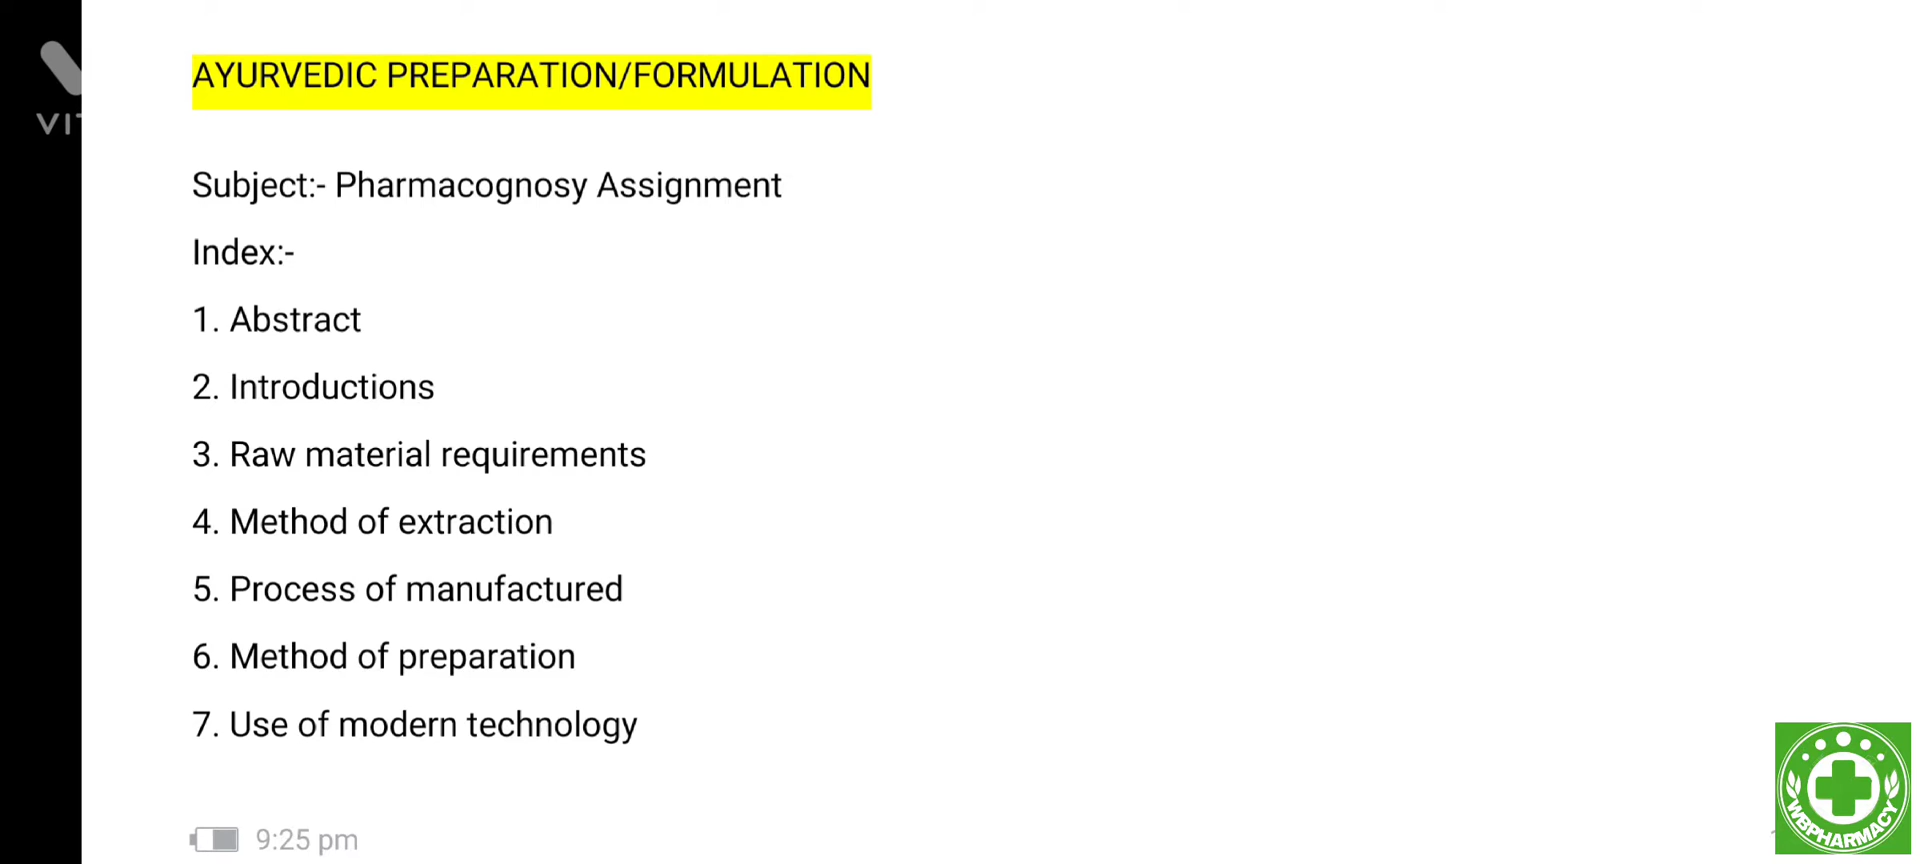 AYURVEDIC PREPARATION/FORMULATION
Subject:- Pharmacognosy Assignment
Index:-
1. Abstract
2. Introductions
3. Raw material requirements
4. Method of extraction
5. Process of manufactured
6. Method of preparation
7. Use of modern technology
9:25 pm
WBPHARMACY